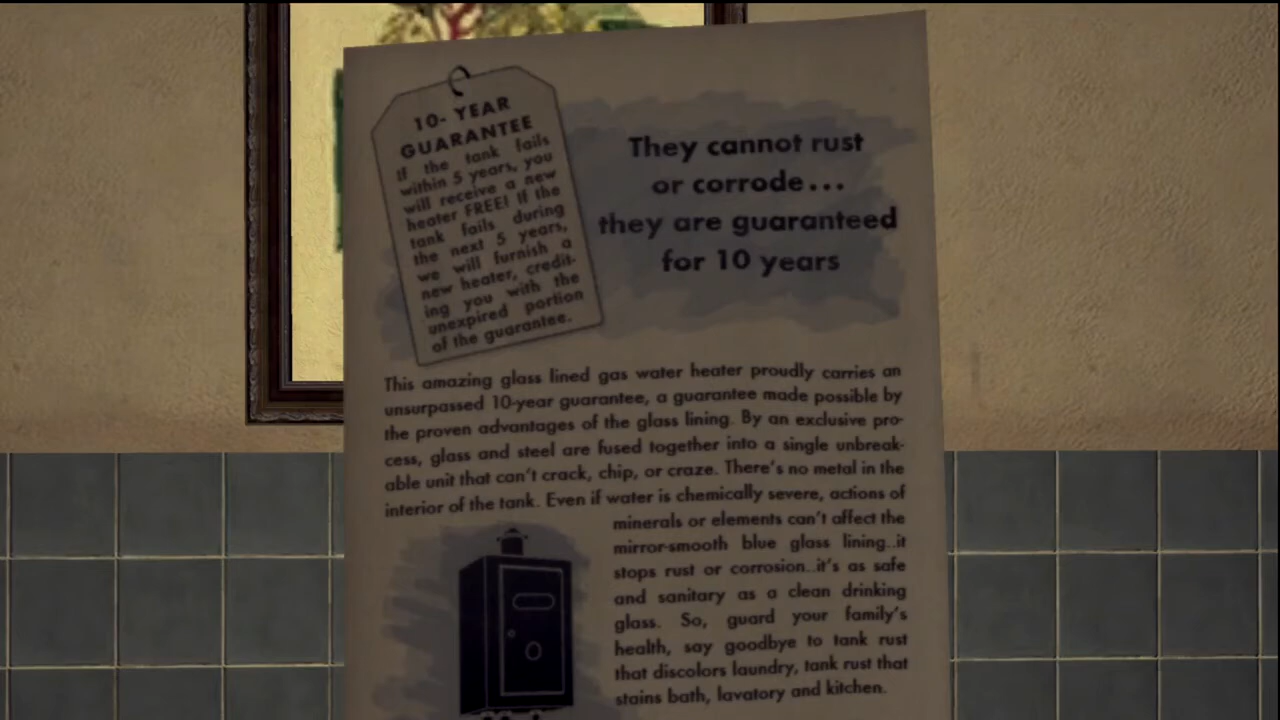 10- YEAR
GUARANTEE
If the tank fails
within 5 years, you
will receive a new
heater FREE! If the
tank fails during
the next 5 years,
we will furnish a
new heater, credit-
ing you with the
unexpired portion
of the guarantee.
They cannot rust
or corrode...
they are guaranteed
for 10 years
This amazing glass lined gas water heater proudly carries an
unsurpassed 10-year guarantee, a guarantee made possible by
the proven advantages of the glass lining. By an exclusive pro-
cess, glass and steel are fused together into a single unbreak-
able unit that can't crack, chip, or craze. There's no metal in the
interior of the tank. Even if water is chemically severe, actions of
minerals or elements can't affect the
mirror-smooth blue glass lining..it
stops rust or corrosion..it's as safe
and sanitary as a clean drinking
glass. So, guard your family's
health, say goodbye to tank rust
that discolors laundry, tank rust that
stains bath, lavatory and kitchen.